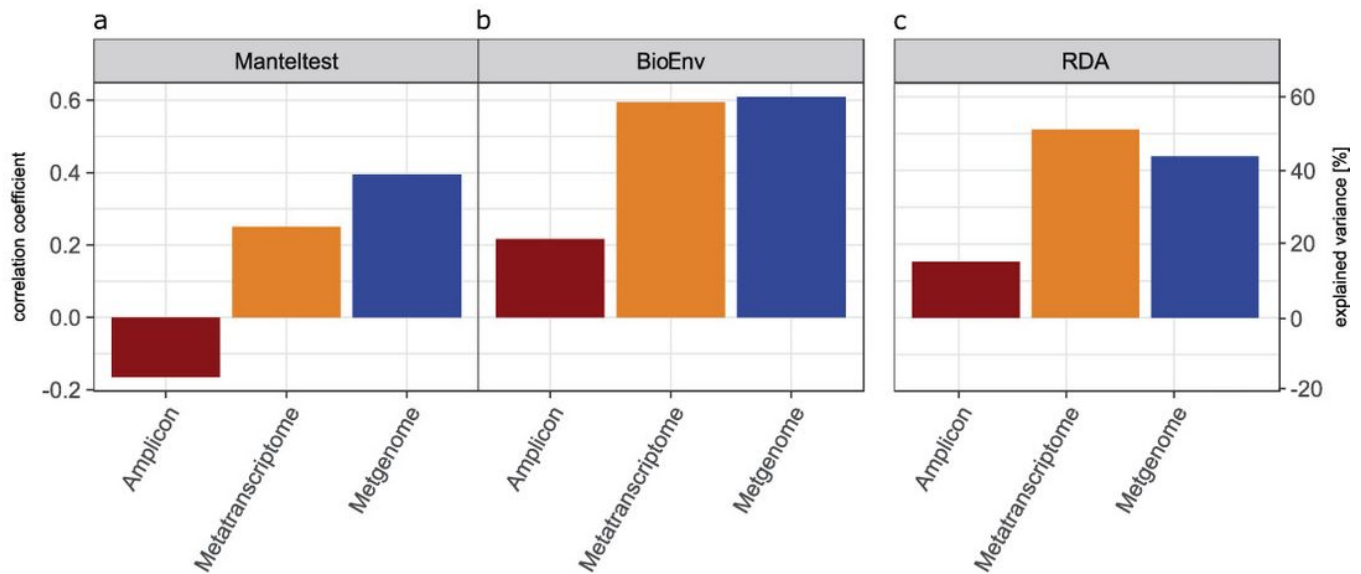 a
b
c
Manteltest
BioEnv
RDA
correlation coefficient
0.6
0.4
0.2
0.0
-0.2
60
40
20
0
-20
explained variance [%]
Amplicon
Metatranscriptome
Metgenome
Amplicon
Metatranscriptome
Metgenome
Amplicon
Metatranscriptome
Metgenome